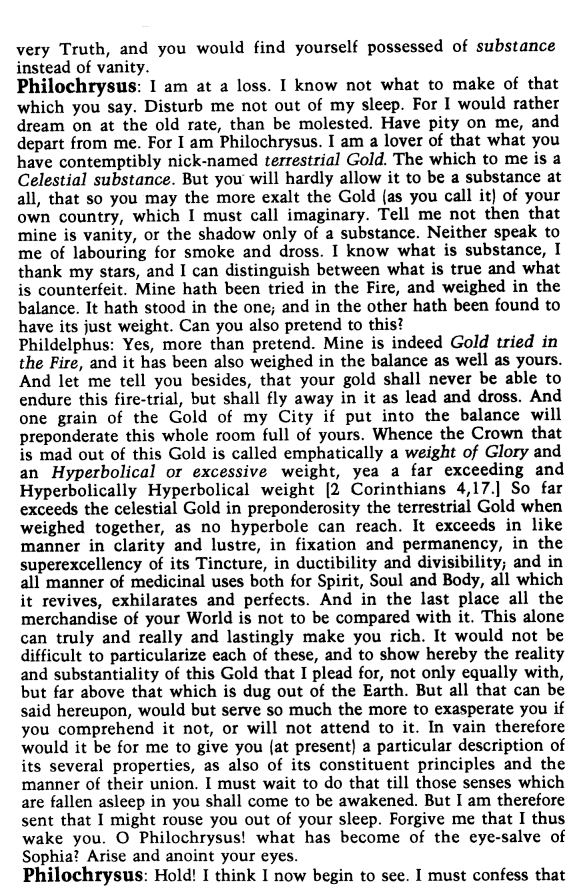 very Truth, and you would find yourself possessed of substance
instead of vanity.
Philochrysus: I am at a loss. I know not what to make of that
which you say. Disturb me not out of my sleep. For I would rather
dream on at the old rate, than be molested. Have pity on me, and
depart from me. For I am Philochrysus. I am a lover of that what you
have contemptibly nick-named terrestrial Gold. The which to me is a
Celestial substance. But you will hardly allow it to be a substance at
all, that so you may the more exalt the Gold (as you call it) of your
own country, which I must call imaginary. Tell me not then that
mine is vanity, or the shadow only of a substance. Neither speak to
me of labouring for smoke and dross. I know what is substance, I
thank my stars, and I can distinguish between what is true and what
is counterfeit. Mine hath been tried in the Fire, and weighed in the
balance. It hath stood in the one; and in the other hath been found to
have its just weight. Can you also pretend to this?
Phildelphus: Yes, more than pretend. Mine is indeed Gold tried in
the Fire, and it has been also weighed in the balance as well as yours.
And let me tell you besides, that your gold shall never be able to
endure this fire-trial, but shall fly away in it as lead and dross. And
one grain of the Gold of my City if put into the balance will
preponderate this whole room full of yours. Whence the Crown that
is mad out of this Gold is called emphatically a weight of Glory and
an Hyperbolical or excessive weight, yea a far exceeding and
Hyperbolically Hyperbolical weight [2 Corinthians 4,17.] So far
exceeds the celestial Gold in preponderosity the terrestrial Gold when
weighed together, as no hyperbole can reach. It exceeds in like
manner in clarity and lustre, in fixation and permanency, in the
superexcellency of its Tincture, in ductibility and divisibility; and in
all manner of medicinal uses both for Spirit, Soul and Body, all which
it revives, exhilarates and perfects. And in the last place all the
merchandise of your World is not to be compared with it. This alone
can truly and really and lastingly make you rich. It would not be
difficult to particularize each of these, and to show hereby the reality
and substantiality of this Gold that I plead for, not only equally with,
but far above that which is dug out of the Earth. But all that can be
said hereupon, would but serve so much the more to exasperate you if
you comprehend it not, or will not attend to it. In vain therefore
would it be for me to give you (at present) a particular description of
its several properties, as also of its constituent principles and the
manner of their union. I must wait to do that till those senses which
are fallen asleep in you shall come to be awakened. But I am therefore
sent that I might rouse you out of your sleep. Forgive me that I thus
wake you. O Philochrysus! what has become of the eye-salve of
Sophia? Arise and anoint your eyes.
Philochrysus: Hold! I think I now begin to see. I must confess that